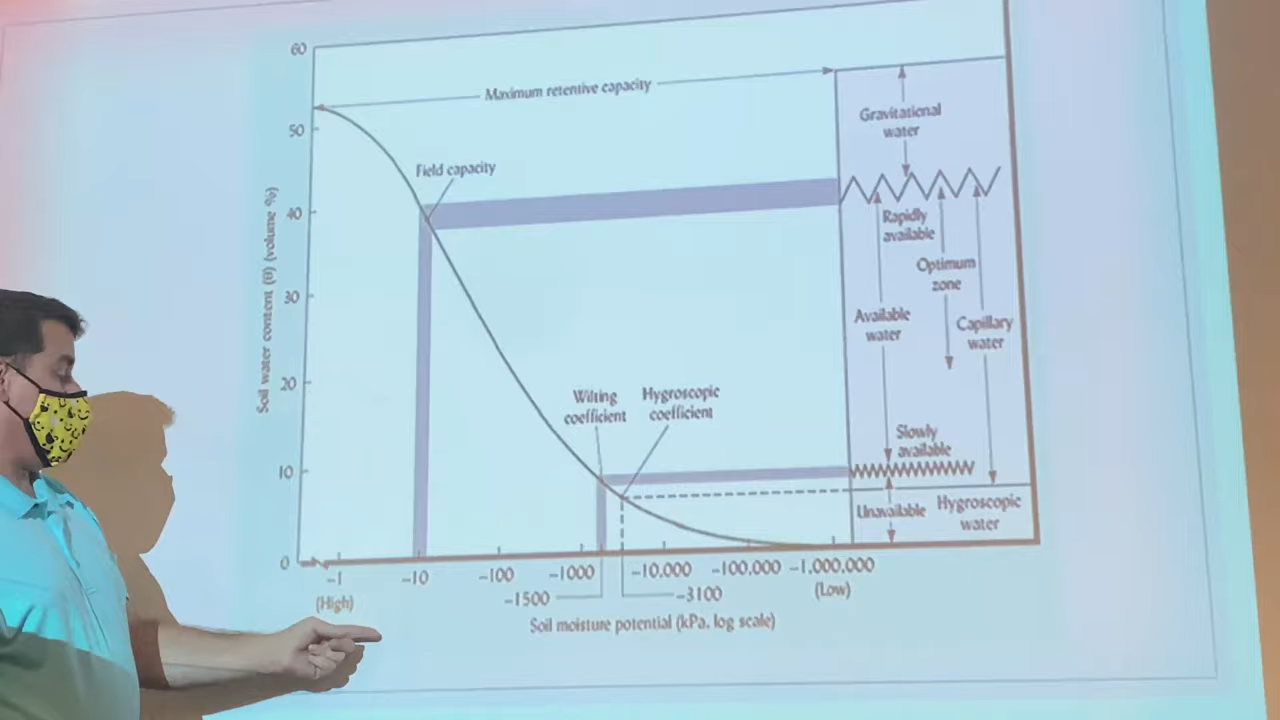 60
Maximum retentive capacity
Gravitational
water
50
Field capacity
40
Rapidly
available
Optimum
zone
30
Available
water
Capillary
water
Soil water content (θ) (volume %)
20
Wilting
coefficient
Hygroscopic
coefficient
Slowly
available
10
Unavailable
Hygroscopic
water
0
−1
−10
−100
−1000
−10,000
−100,000
−1,000,000
(High)
−1500
−3100
(Low)
Soil moisture potential (kPa, log scale)